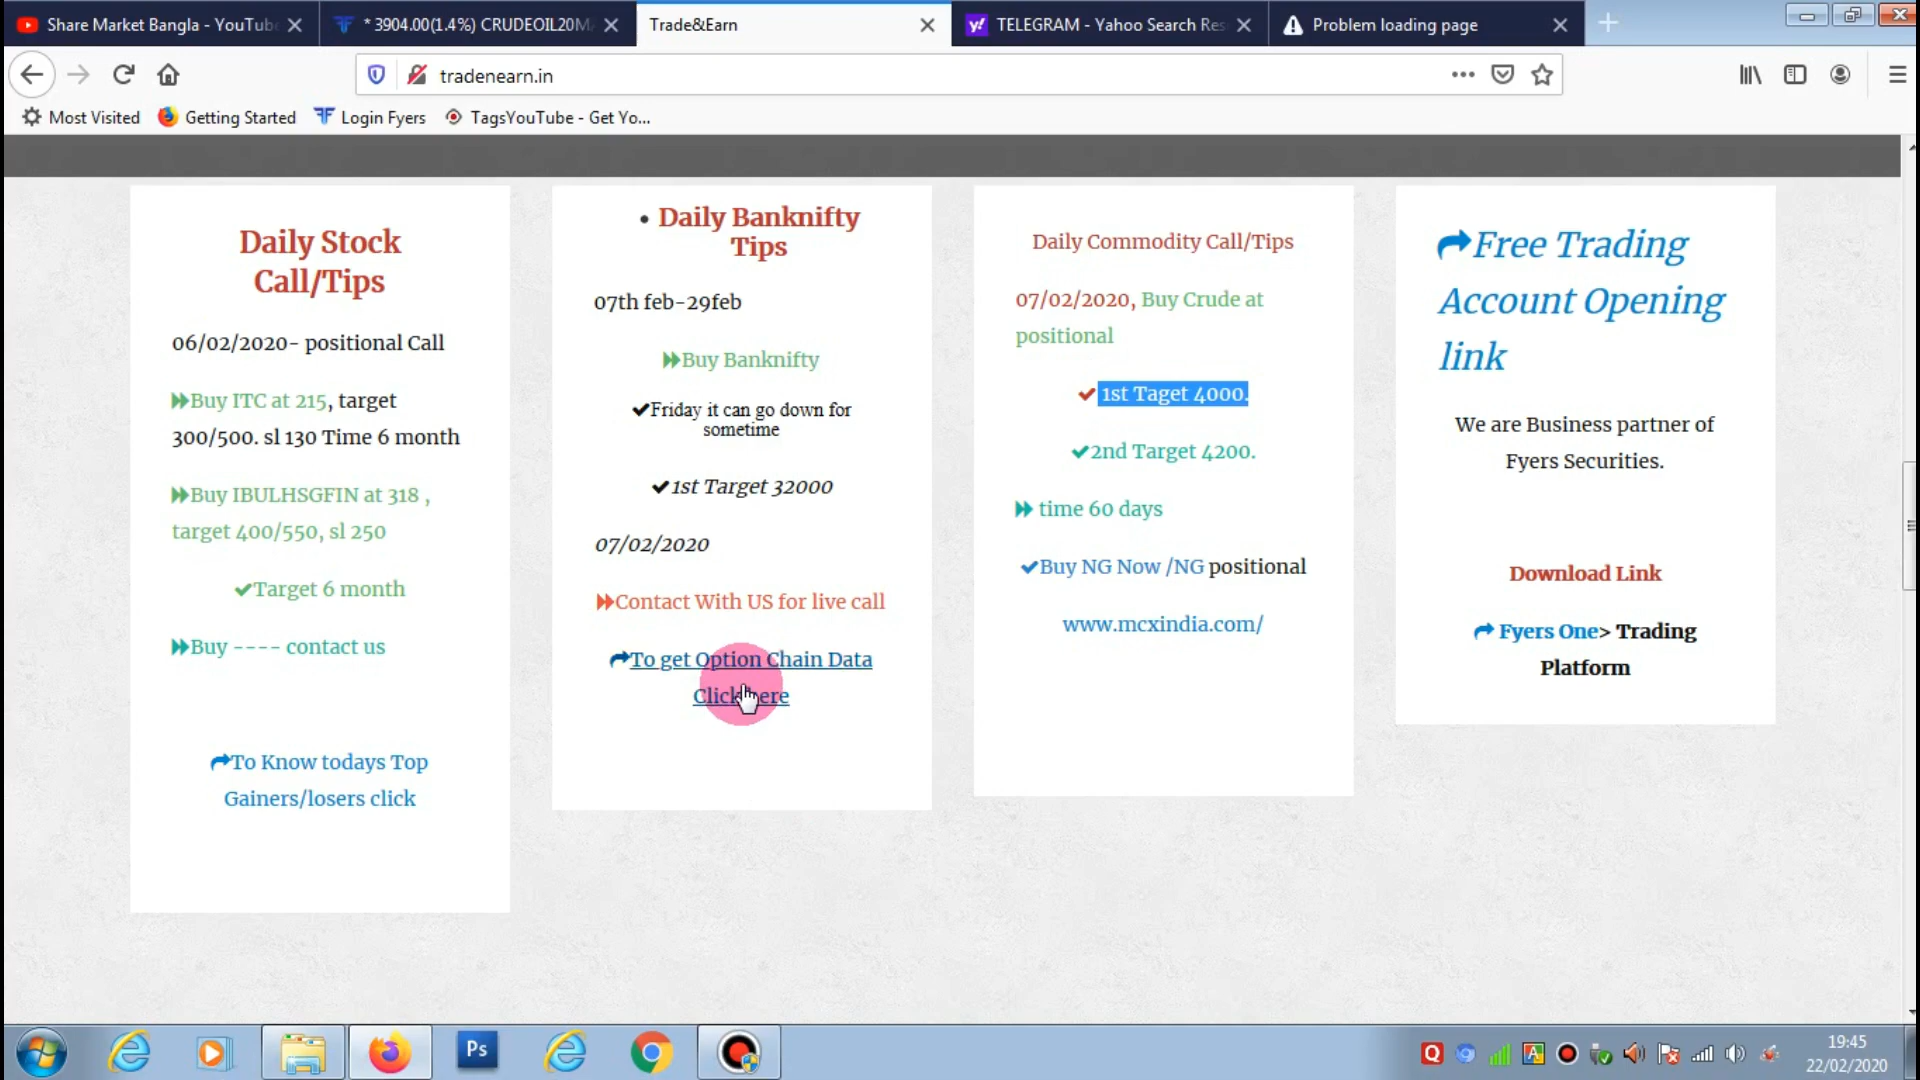 Share Market Bangla - YouTub
* 3904.00(1.4%) CRUDEOIL20M
Trade&Earn
TELEGRAM - Yahoo Search Res
Problem loading page
tradenearn.in
Most Visited
Getting Started
Login Fyers
TagsYouTube - Get Yo...
Daily Stock
Call/Tips
06/02/2020- positional Call
Buy ITC at 215, target
300/500. sl 130 Time 6 month
Buy IBULHSGFIN at 318 ,
target 400/550, sl 250
Target 6 month
Buy ---- contact us
To Know todays Top
Gainers/losers click
• Daily Banknifty
Tips
07th feb-29feb
Buy Banknifty
Friday it can go down for
sometime
1st Target 32000
07/02/2020
Contact With US for live call
To get Option Chain Data
Click here
Daily Commodity Call/Tips
07/02/2020, Buy Crude at
positional
1st Taget 4000.
2nd Target 4200.
time 60 days
Buy NG Now /NG positional
www.mcxindia.com/
Free Trading
Account Opening
link
We are Business partner of
Fyers Securities.
Download Link
Fyers One> Trading
Platform
Ps
19:45
22/02/2020